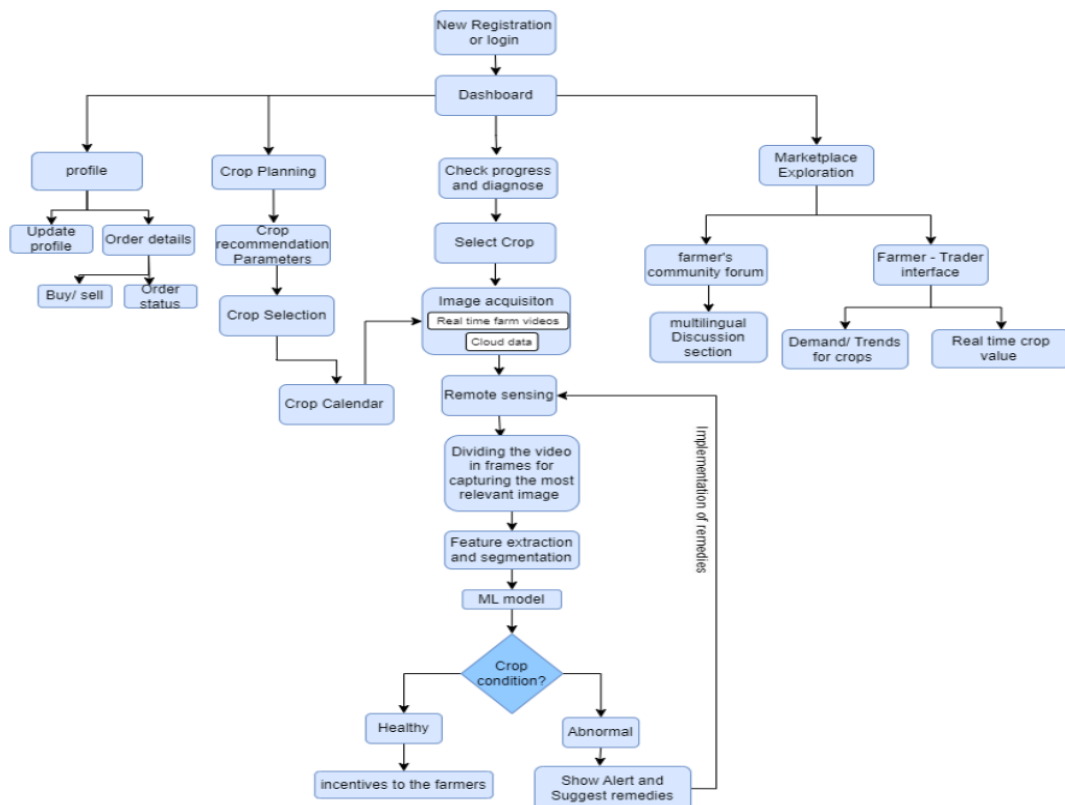 New Registration
or login
Dashboard
profile
Crop Planning
Check progress
and diagnose
Marketplace
Exploration
Update
profile
Order details
Crop
recommendation
Parameters
Select Crop
farmer's
community forum
Farmer - Trader
interface
Buy/ sell
Order
status
Crop Selection
Image acquisiton
Real time farm videos
Cloud data
multilingual
Discussion
section
Demand/ Trends
for crops
Real time crop
value
Crop Calendar
Remote sensing
Dividing the video
in frames for
capturing the most
relevant image
Implementation of remedies
Feature extraction
and segmentation
ML model
Crop
condition?
Healthy
Abnormal
incentives to the farmers
Show Alert and
Suggest remedies